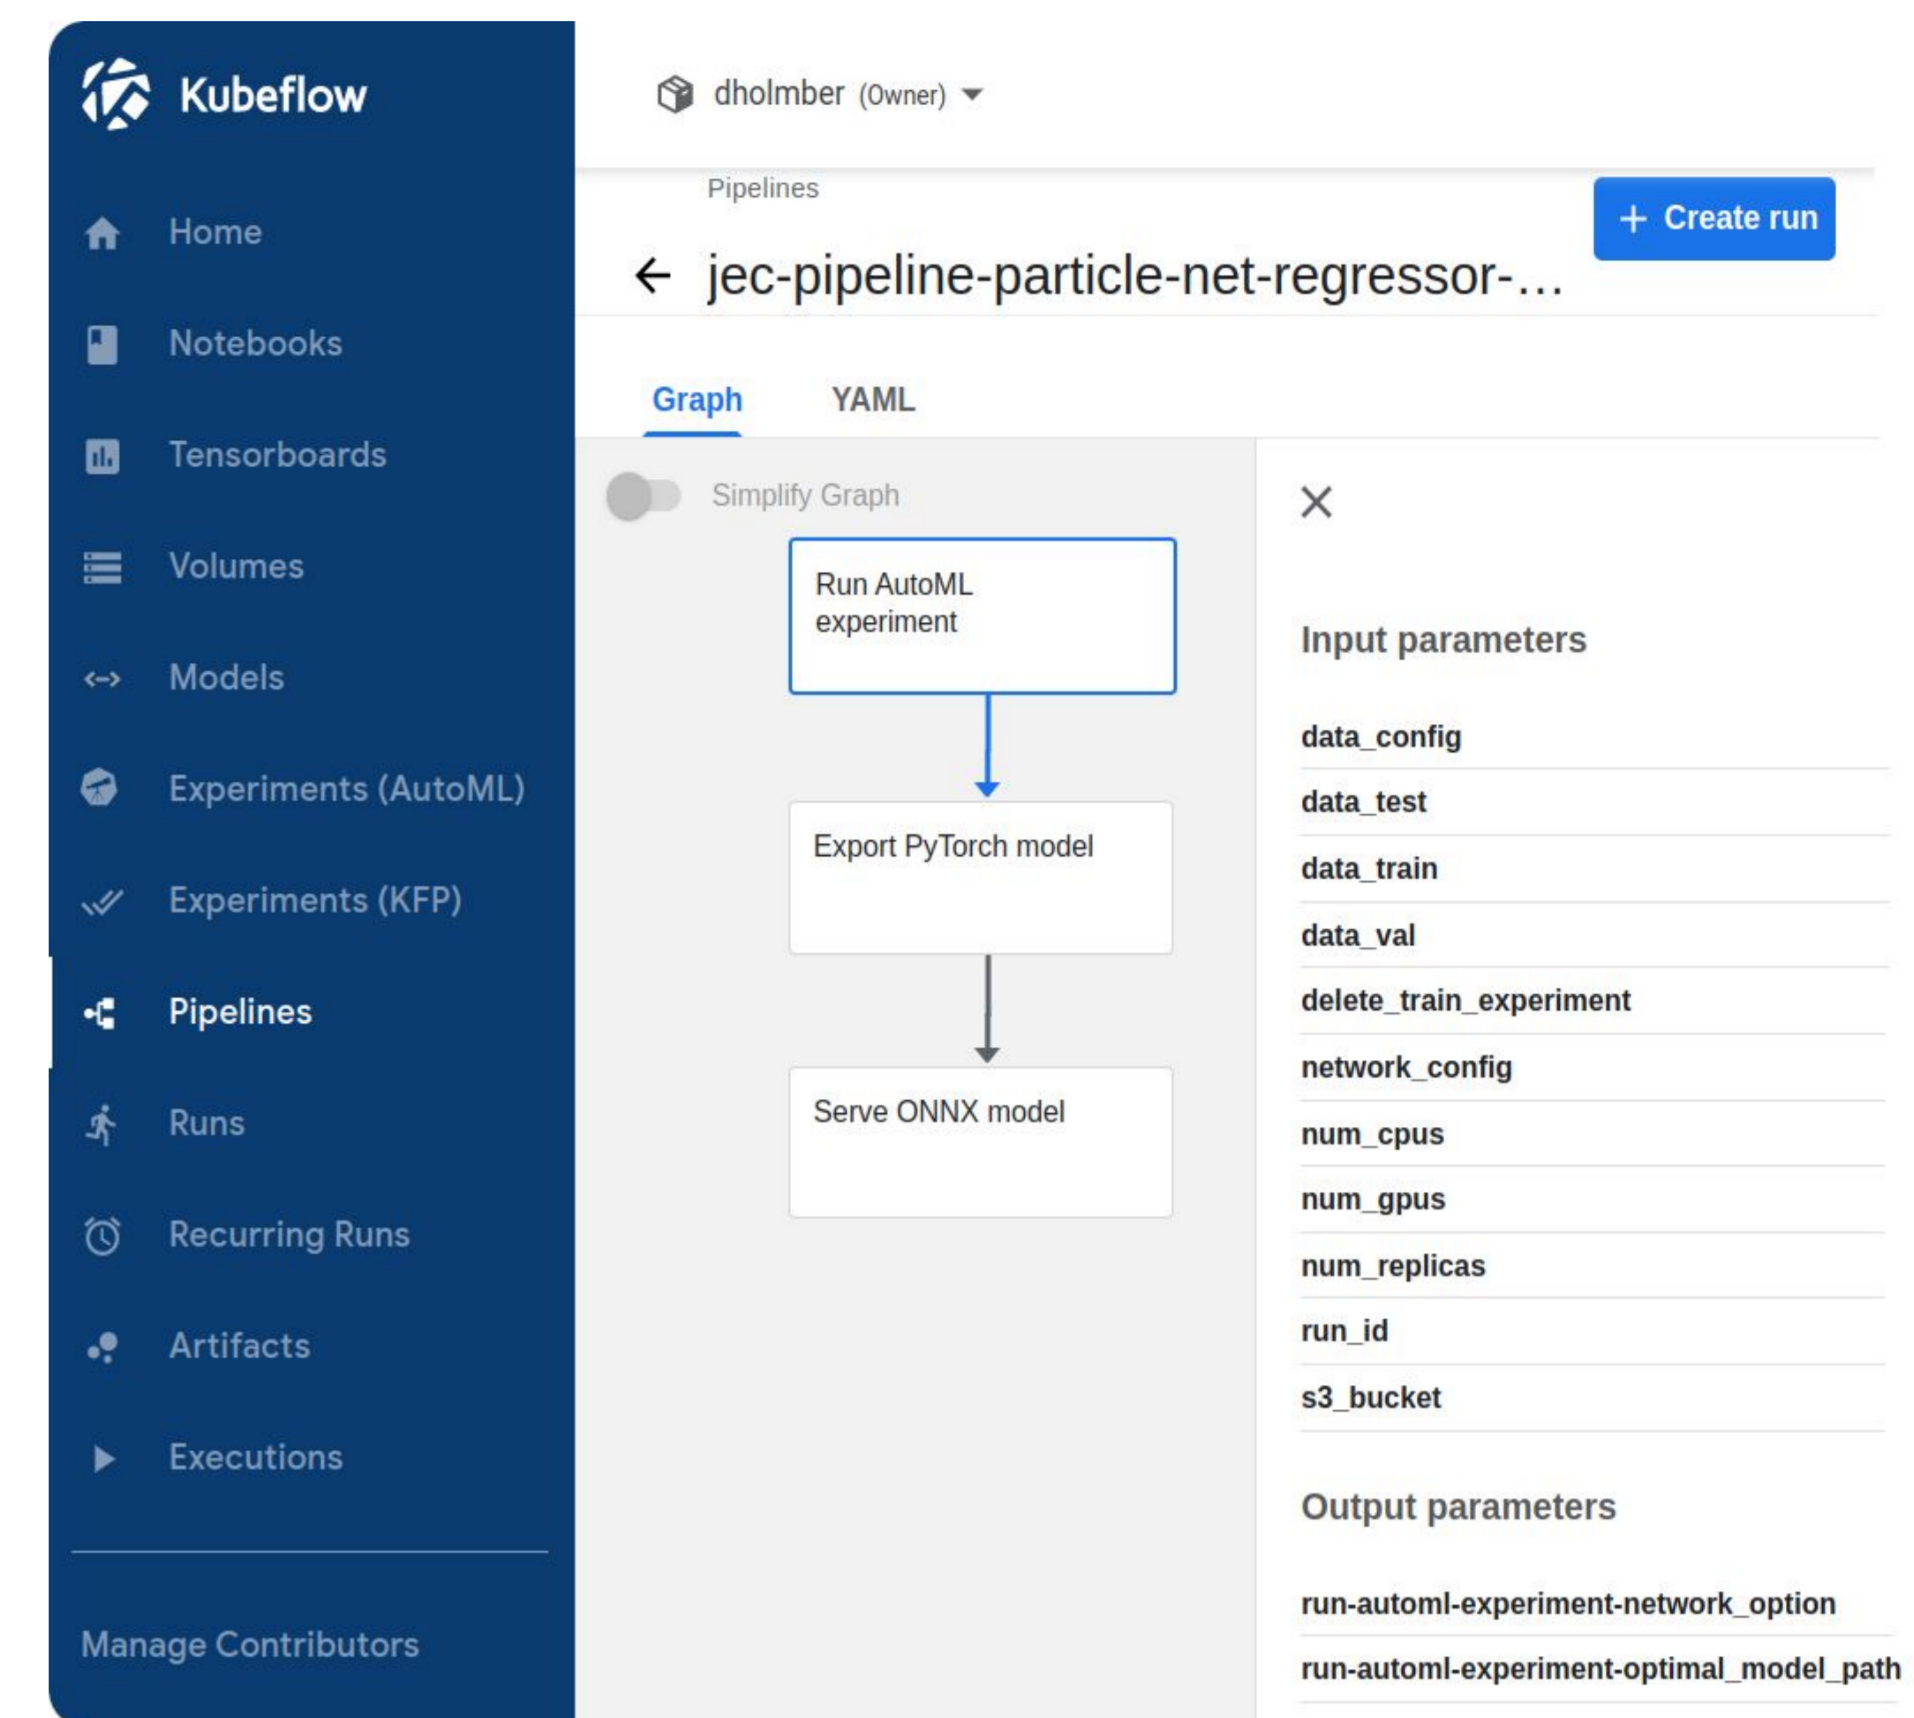 Kubeflow
Home
Notebooks
Tensorboards
Volumes
Models
Experiments (AutoML)
Experiments (KFP)
Pipelines
Runs
Recurring Runs
Artifacts
Executions
Manage Contributors
dholmber (Owner)
Pipelines
+ Create run
jec-pipeline-particle-net-regressor-...
Graph YAML
Simplify Graph
Run AutoML
experiment
Export PyTorch model
Serve ONNX model
Input parameters
data_config
data_test
data_train
data_val
delete_train_experiment
network_config
num_cpus
num_gpus
num_replicas
run_id
s3_bucket
Output parameters
run-automl-experiment-network_option
run-automl-experiment-optimal_model_path